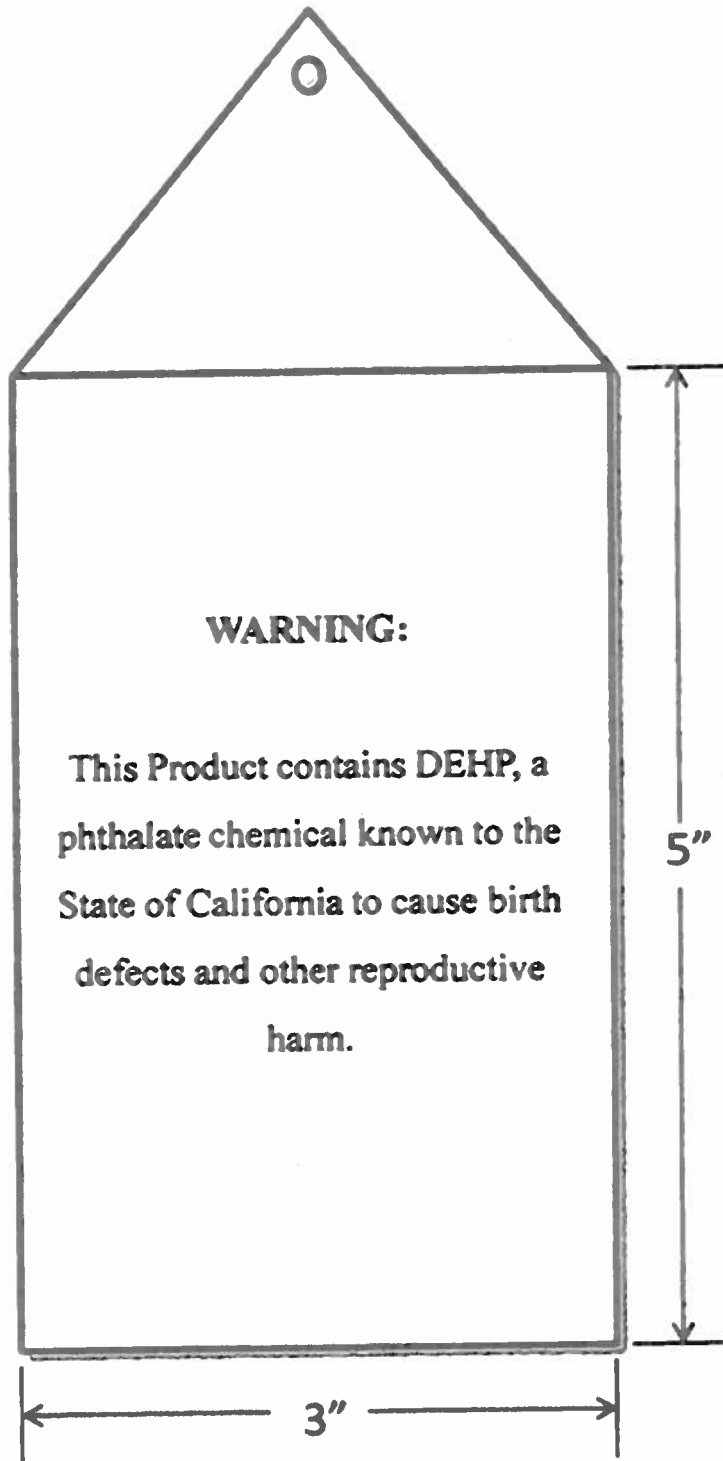 WARNING:
This Product contains DEHP, a
phthalate chemical known to the
State of California to cause birth
defects and other reproductive
harm.
5"
3"